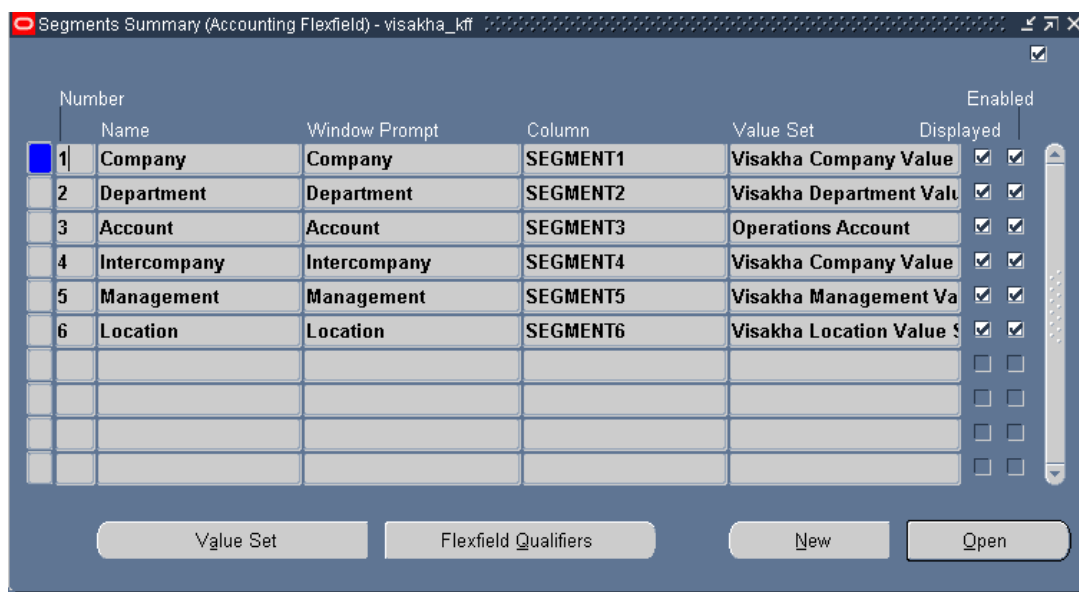 Segments Summary (Accounting Flexfield) - visakha_kff
Number Enabled
Name Window Prompt Column Value Set Displayed
1 Company Company SEGMENT1 Visakha Company Value
2 Department Department SEGMENT2 Visakha Department Valu
3 Account Account SEGMENT3 Operations Account
4 Intercompany Intercompany SEGMENT4 Visakha Company Value
5 Management Management SEGMENT5 Visakha Management Va
6 Location Location SEGMENT6 Visakha Location Value S
Value Set Flexfield Qualifiers New Open